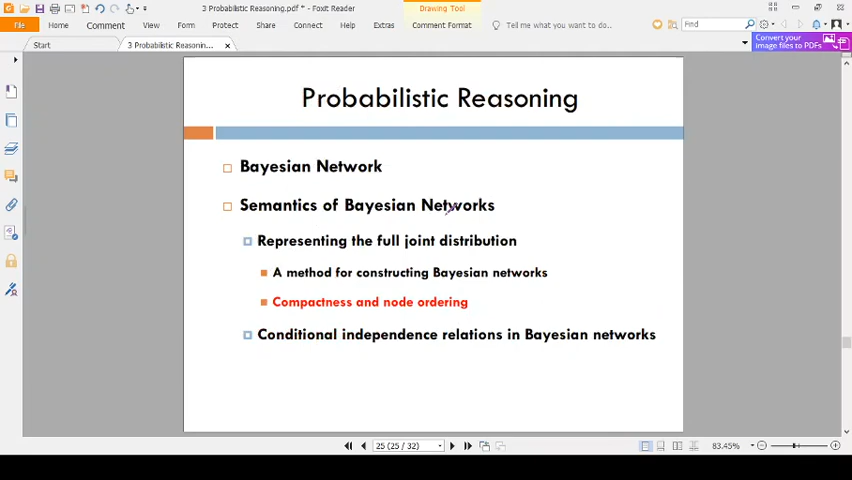 3 Probabilistic Reasoning.pdf * - Foxit Reader
Drawing Tool
File Home Comment View Form Protect Share Connect Help Extras Comment Format Tell me what you want to do... Find
Start 3 Probabilistic Reasonin...
Convert your
image files to PDFs
Probabilistic Reasoning
Bayesian Network
Semantics of Bayesian Networks
Representing the full joint distribution
A method for constructing Bayesian networks
Compactness and node ordering
Conditional independence relations in Bayesian networks
25 (25 / 32) 83.45%